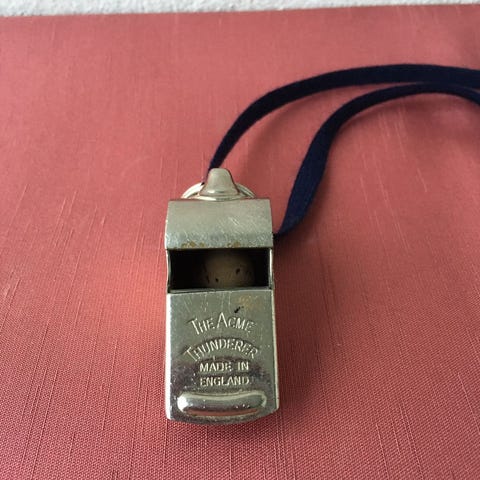 THE ACME
THUNDERER
MADE IN
ENGLAND